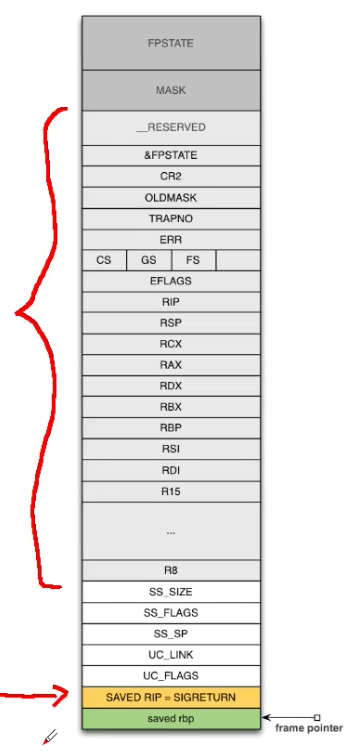 FPSTATE
MASK
__RESERVED
&FPSTATE
CR2
OLDMASK
TRAPNO
ERR
CS GS FS
EFLAGS
RIP
RSP
RCX
RAX
RDX
RBX
RBP
RSI
RDI
R15
...
R8
SS_SIZE
SS_FLAGS
SS_SP
UC_LINK
UC_FLAGS
SAVED RIP = SIGRETURN
saved rbp
frame pointer